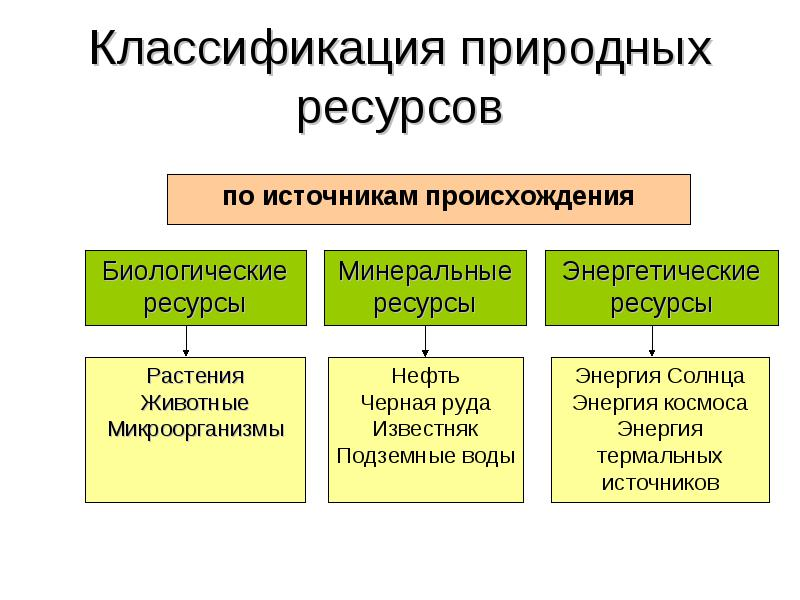 Классификация природных
ресурсов
по источникам происхождения
Биологические
ресурсы
Минеральные
ресурсы
Энергетические
ресурсы
Растения
Животные
Микроорганизмы
Нефть
Черная руда
Известняк
Подземные воды
Энергия Солнца
Энергия космоса
Энергия
термальных
источников